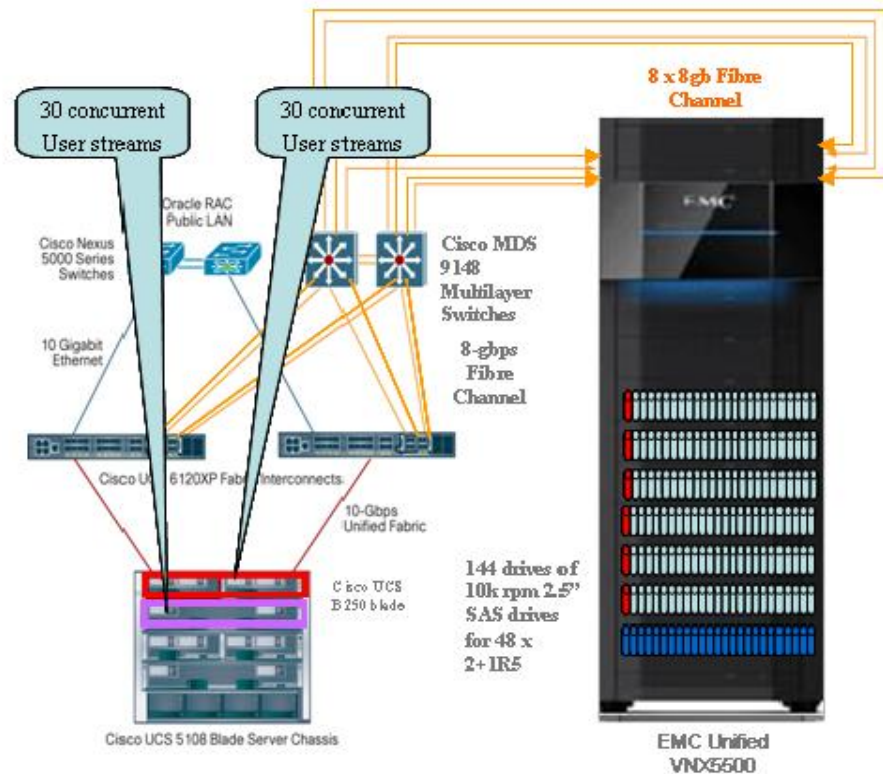 8 x 8gb Fibre
Channel
30 concurrent
User streams
30 concurrent
User streams
Oracle RAC
Public LAN
Cisco Nexus
5000 Series
Switches
Cisco MDS
9148
Multilayer
Switches
EMC
10 Gigabit
Ethernet
8-gbps
Fibre
Channel
Cisco UCS 6120XP Fabric Interconnects
10-Gbps
Unified Fabric
Cisco UCS
B250 blade
144 drives of
10k rpm 2.5”
SAS drives
for 48 x
2+1R5
Cisco UCS 5108 Blade Server Chassis
EMC Unified
VNX5500